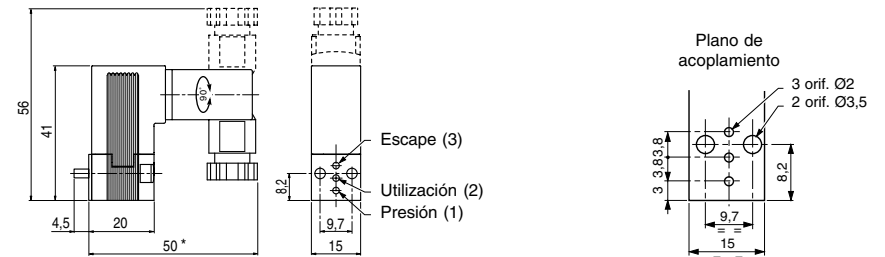 56
41
90°
4,5
20
50 *
Escape (3)
Utilización (2)
Presión (1)
8,2
9,7
15
Plano de
acoplamiento
3 orif. Ø2
2 orif. Ø3,5
3,8
3,8
3
8,2
9,7
= =
15
= =